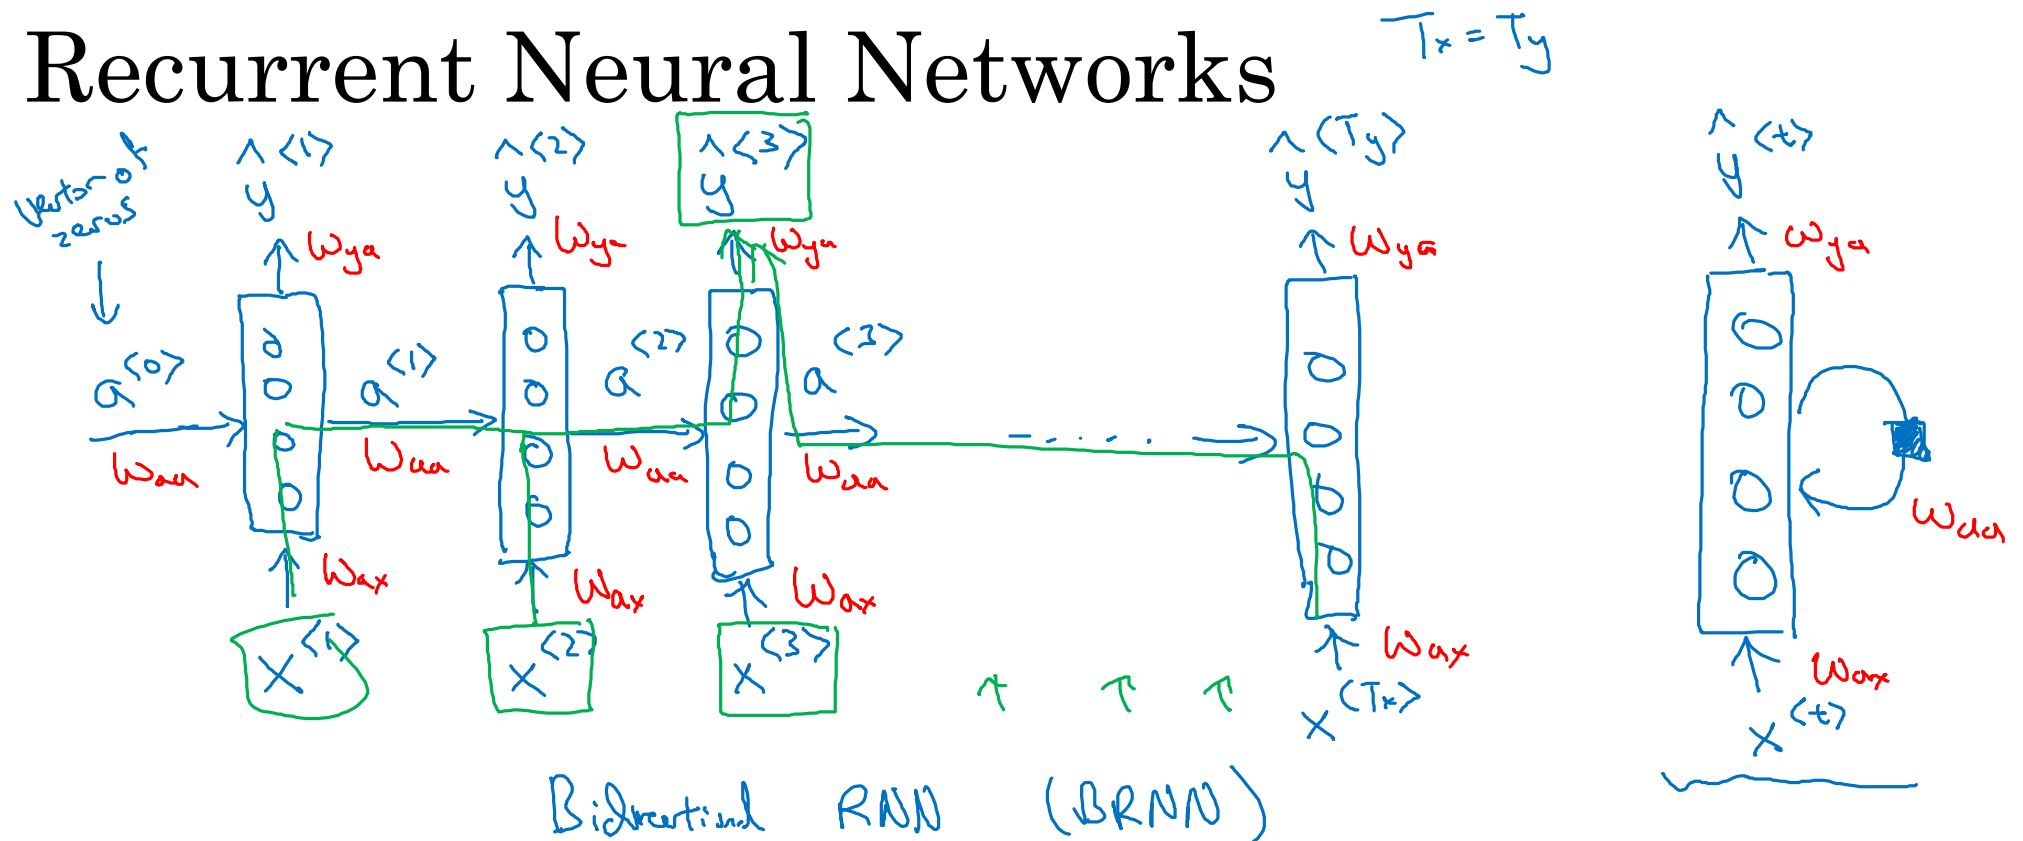 Recurrent Neural Networks
Tx = Ty
vector of
zeros
ŷ<1> ŷ<2> ŷ<3> ŷ<Ty> ŷ<t>
Wya Wya Wya Wya Wya
a<0> a<1> a<2> a<3>
Waa Waa Waa Waa Waa
Wax Wax Wax Wax Wax
x<1> x<2> x<3> x<Tx> x<t>
Bidirectional RNN (BRNN)